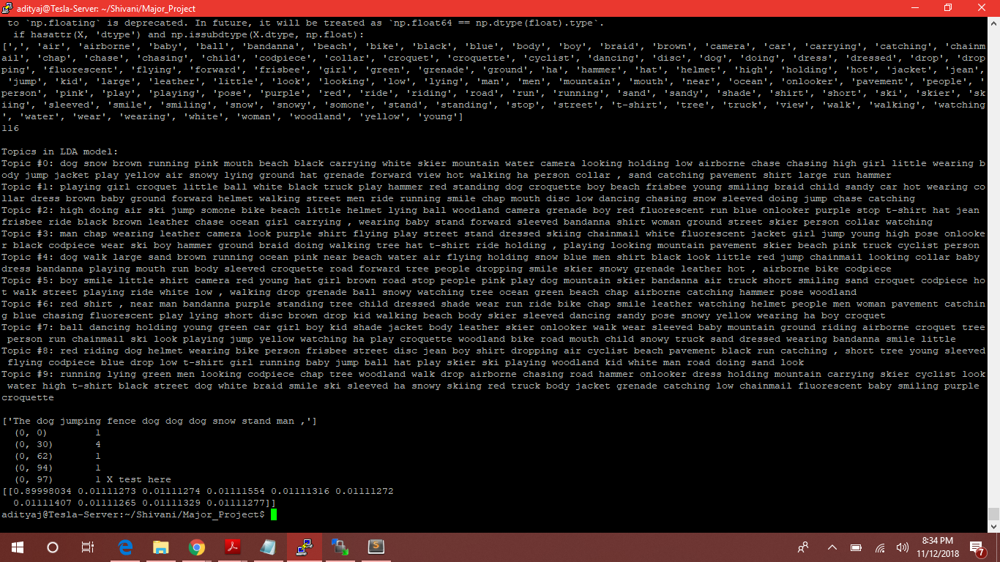 adityaj@Tesla-Server: ~/Shivani/Major_Project
to `np.floating` is deprecated. In future, it will be treated as `np.float64 == np.dtype(float).type`.
if hasattr(X, 'dtype') and np.issubdtype(X.dtype, np.float):
[',', 'air', 'airborne', 'baby', 'ball', 'bandanna', 'beach', 'bike', 'black', 'blue', 'body', 'boy', 'braid', 'brown', 'camera', 'car', 'carrying', 'catching', 'chainm
ail', 'chap', 'chase', 'chasing', 'child', 'codpiece', 'collar', 'croquet', 'croquette', 'cyclist', 'dancing', 'disc', 'dog', 'doing', 'dress', 'dressed', 'drop', 'drop
ping', 'fluorescent', 'flying', 'forward', 'frisbee', 'girl', 'green', 'grenade', 'ground', 'ha', 'hammer', 'hat', 'helmet', 'high', 'holding', 'hot', 'jacket', 'jean',
'jump', 'kid', 'large', 'leather', 'little', 'look', 'looking', 'low', 'lying', 'man', 'men', 'mountain', 'mouth', 'near', 'ocean', 'onlooker', 'pavement', 'people', '
person', 'pink', 'play', 'playing', 'pose', 'purple', 'red', 'ride', 'riding', 'road', 'run', 'running', 'sand', 'sandy', 'shade', 'shirt', 'short', 'ski', 'skier', 'sk
iing', 'sleeved', 'smile', 'smiling', 'snow', 'snowy', 'somone', 'stand', 'standing', 'stop', 'street', 't-shirt', 'tree', 'truck', 'view', 'walk', 'walking', 'watching
', 'water', 'wear', 'wearing', 'white', 'woman', 'woodland', 'yellow', 'young']
116
Topics in LDA model:
Topic #0: dog snow brown running pink mouth beach black carrying white skier mountain water camera looking holding low airborne chase chasing high girl little wearing b
ody jump jacket play yellow air snowy lying ground hat grenade forward view hot walking ha person collar , sand catching pavement shirt large run hammer
Topic #1: playing girl croquet little ball white black truck play hammer red standing dog croquette boy beach frisbee young smiling braid child sandy car hot wearing co
llar dress brown baby ground forward helmet walking street men ride running smile chap mouth disc low dancing chasing snow sleeved doing jump chase catching
Topic #2: high doing air ski jump somone bike beach little helmet lying ball woodland camera grenade boy red fluorescent run blue onlooker purple stop t-shirt hat jean
frisbee ride black brown leather chase ocean girl carrying , wearing baby stand forward sleeved bandanna shirt woman ground street skier person collar watching
Topic #3: man chap wearing leather camera look purple shirt flying play street stand dressed skiing chainmail white fluorescent jacket girl jump young high pose onlooke
r black codpiece wear ski boy hammer ground braid doing walking tree hat t-shirt ride holding , playing looking mountain pavement skier beach pink truck cyclist person
Topic #4: dog walk large sand brown running ocean pink near beach water air flying holding snow blue men shirt black look little red jump chainmail looking collar baby
dress bandanna playing mouth run body sleeved croquette road forward tree people dropping smile skier snowy grenade leather hot , airborne bike codpiece
Topic #5: boy smile little shirt camera red young hat girl brown road stop people pink play dog mountain skier bandanna air truck short smiling sand croquet codpiece ho
t walk street playing ride white low , walking drop grenade ball snowy watching tree ocean green beach chap airborne catching hammer pose woodland
Topic #6: red shirt , near man bandanna purple standing tree child dressed shade wear run ride bike chap smile leather watching helmet people men woman pavement catchin
g blue chasing fluorescent play lying short disc brown drop kid walking beach body skier sleeved dancing sandy pose snowy yellow wearing ha boy croquet
Topic #7: ball dancing holding young green car girl boy kid shade jacket body leather skier onlooker walk wear sleeved baby mountain ground riding airborne croquet tree
person run chainmail ski look playing jump yellow watching ha play croquette woodland bike road mouth child snowy truck sand dressed wearing bandanna smile little
Topic #8: red riding dog helmet wearing bike person frisbee street disc jean boy shirt dropping air cyclist beach pavement black run catching , short tree young sleeved
flying codpiece blue drop low t-shirt girl running baby jump ball hat play skier ski playing woodland kid white man road doing sand look
Topic #9: running lying green men looking codpiece chap tree woodland walk drop airborne chasing road hammer onlooker dress holding mountain carrying skier cyclist look
water high t-shirt black street dog white braid smile ski sleeved ha snowy skiing red truck body jacket grenade catching low chainmail fluorescent baby smiling purple
croquette
['The dog jumping fence dog dog dog snow stand man ,']
(0, 0) 1
(0, 30) 4
(0, 62) 1
(0, 94) 1
(0, 97) 1 X test here
[[0.89998034 0.01111273 0.01111274 0.01111554 0.01111316 0.01111272
0.01111407 0.01111265 0.01111329 0.01111277]]
adityaj@Tesla-Server:~/Shivani/Major_Project$
8:34 PM
11/12/2018
7